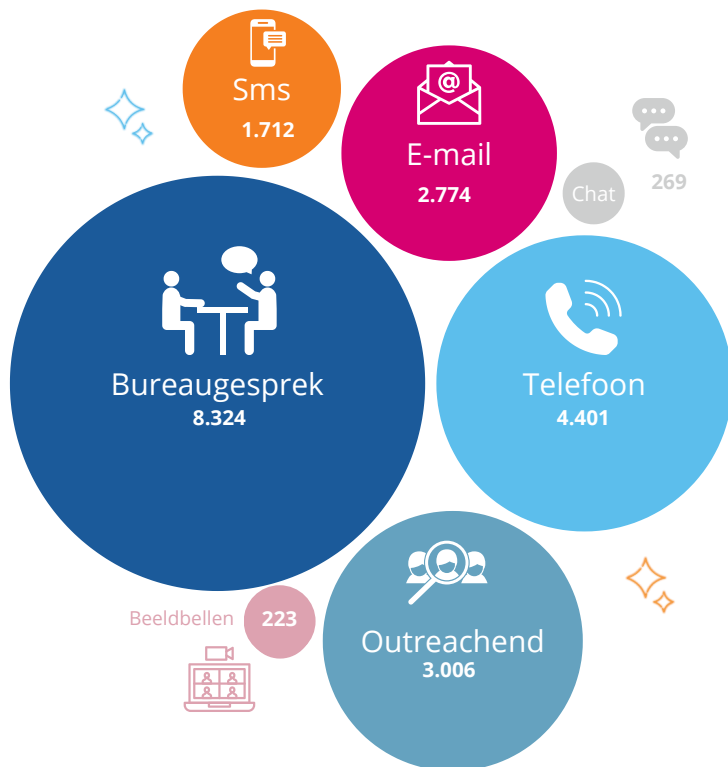 Sms
1.712
@
E-mail
2.774
Chat
269
Bureaugesprek
8.324
Telefoon
4.401
Beeldbellen
223
Outreachend
3.006